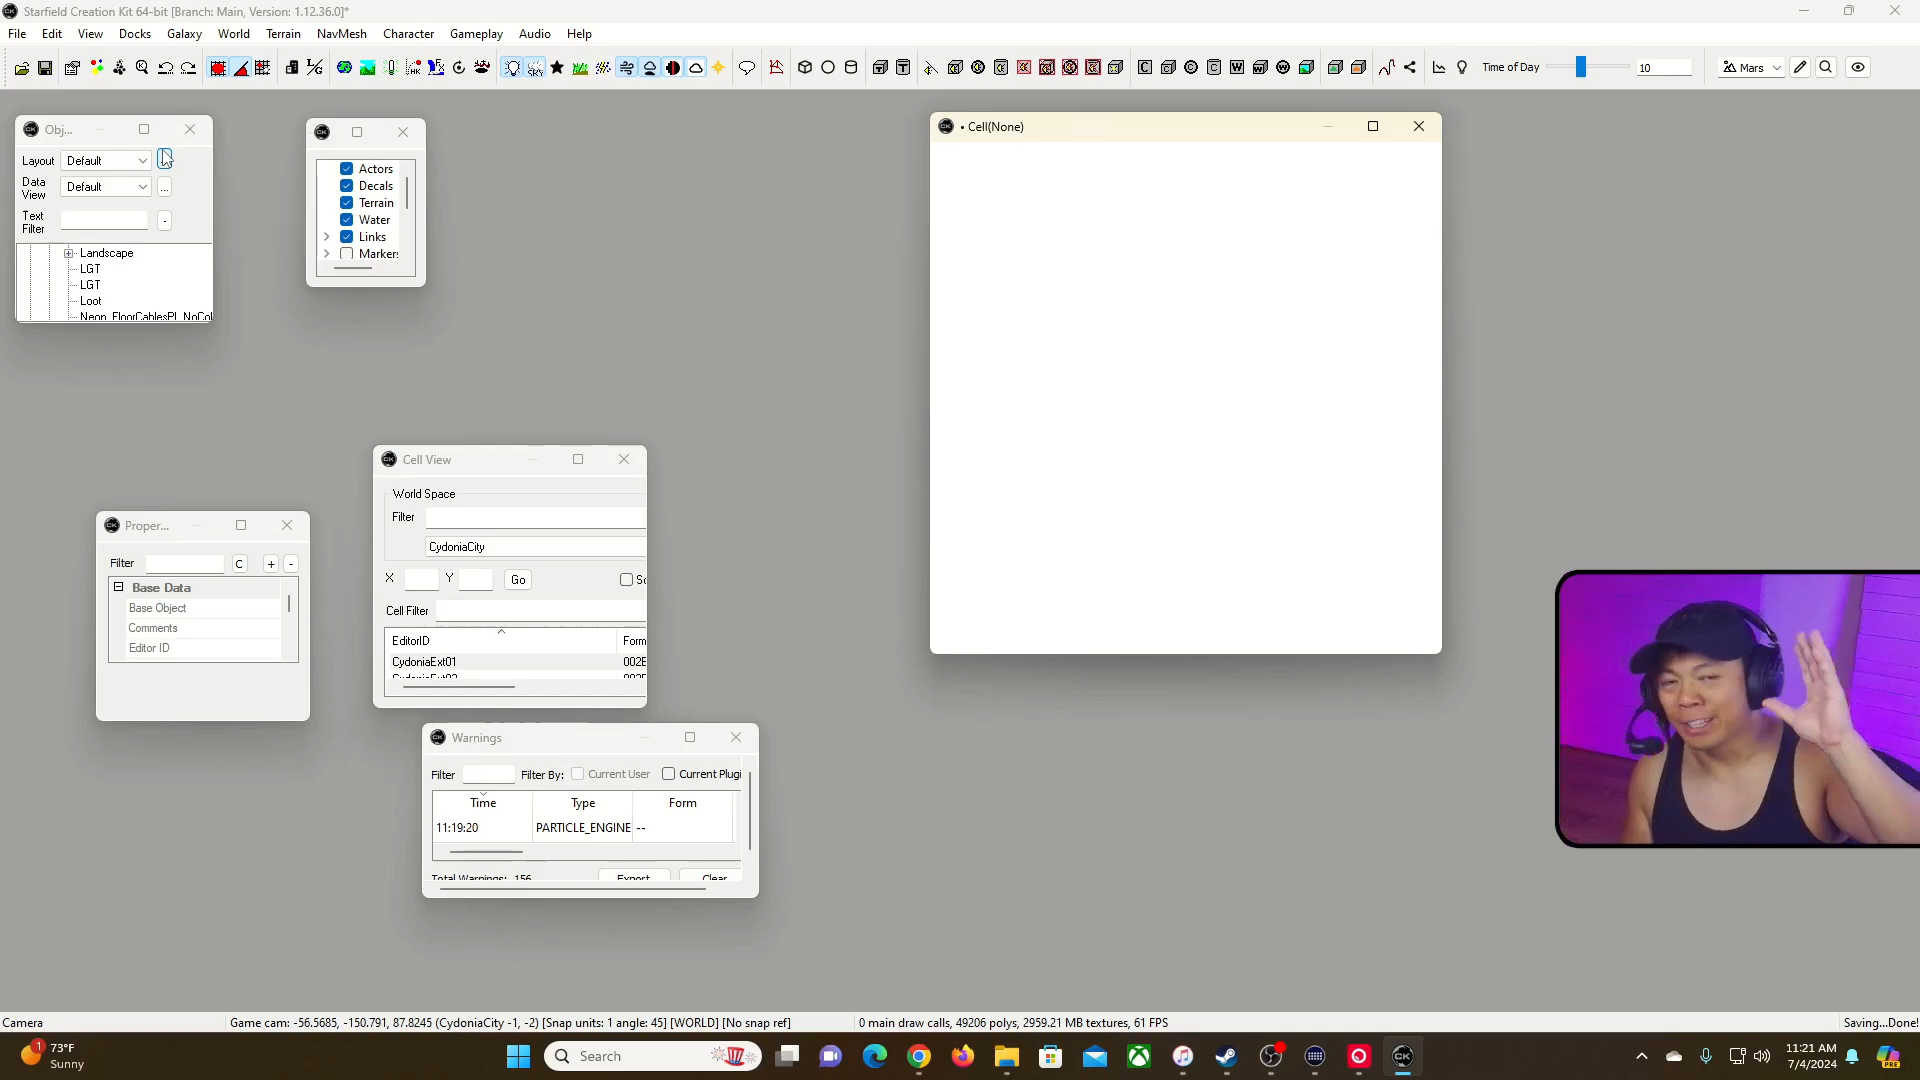 Starfield Creation Kit 64-bit [Branch: Main, Version: 1.12.36.0]*
File Edit View Docks Galaxy World Terrain NavMesh Character Gameplay Audio Help
Time of Day 10 Mars
Obj...
Layout Default
Data View Default ...
Text Filter -
Landscape
LGT
LGT
Loot
Neon_FloorCablesPl_NoCol
Actors
Decals
Terrain
Water
Links
Marker
• Cell(None)
Cell View
World Space
Filter
CydoniaCity
X Y Go
Cell Filter
EditorID Form
CydoniaExt01 002E
Proper...
Filter C + -
Base Data
Base Object
Comments
Editor ID
Warnings
Filter Filter By: Current User Current Plugi
Time Type Form
11:19:20 PARTICLE_ENGINE --
Total Warnings: 156 Export Clear
Camera Game cam: -56.5685, -150.791, 87.8245 (CydoniaCity -1, -2) [Snap units: 1 angle: 45] [WORLD] [No snap ref] 0 main draw calls, 49206 polys, 2959.21 MB textures, 61 FPS Saving...Done!
73°F
Sunny
Search
11:21 AM
7/4/2024